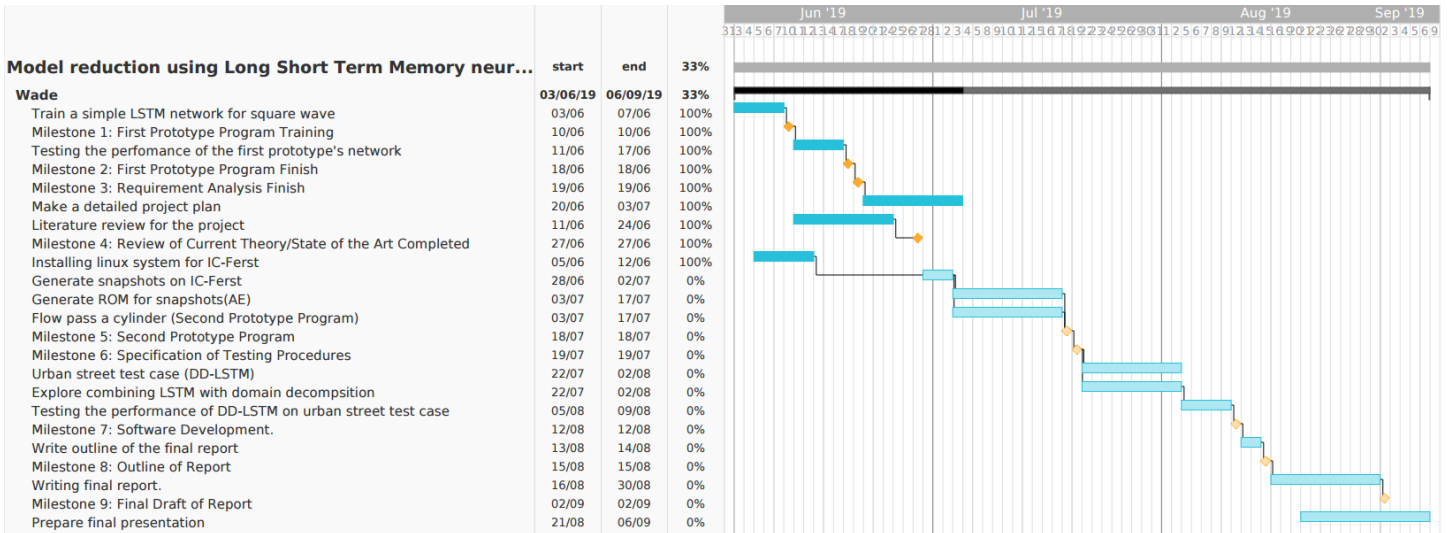 Jun '19 Jul '19 Aug '19 Sep '19
Model reduction using Long Short Term Memory neur... start end 33%
Wade 03/06/19 06/09/19 33%
Train a simple LSTM network for square wave 03/06 07/06 100%
Milestone 1: First Prototype Program Training 10/06 10/06 100%
Testing the perfomance of the first prototype's network 11/06 17/06 100%
Milestone 2: First Prototype Program Finish 18/06 18/06 100%
Milestone 3: Requirement Analysis Finish 19/06 19/06 100%
Make a detailed project plan 20/06 03/07 100%
Literature review for the project 11/06 24/06 100%
Milestone 4: Review of Current Theory/State of the Art Completed 27/06 27/06 100%
Installing linux system for IC-Ferst 05/06 12/06 100%
Generate snapshots on IC-Ferst 28/06 02/07 0%
Generate ROM for snapshots(AE) 03/07 17/07 0%
Flow pass a cylinder (Second Prototype Program) 03/07 17/07 0%
Milestone 5: Second Prototype Program 18/07 18/07 0%
Milestone 6: Specification of Testing Procedures 19/07 19/07 0%
Urban street test case (DD-LSTM) 22/07 02/08 0%
Explore combining LSTM with domain decompsition 22/07 02/08 0%
Testing the performance of DD-LSTM on urban street test case 05/08 09/08 0%
Milestone 7: Software Development. 12/08 12/08 0%
Write outline of the final report 13/08 14/08 0%
Milestone 8: Outline of Report 15/08 15/08 0%
Writing final report. 16/08 30/08 0%
Milestone 9: Final Draft of Report 02/09 02/09 0%
Prepare final presentation 21/08 06/09 0%